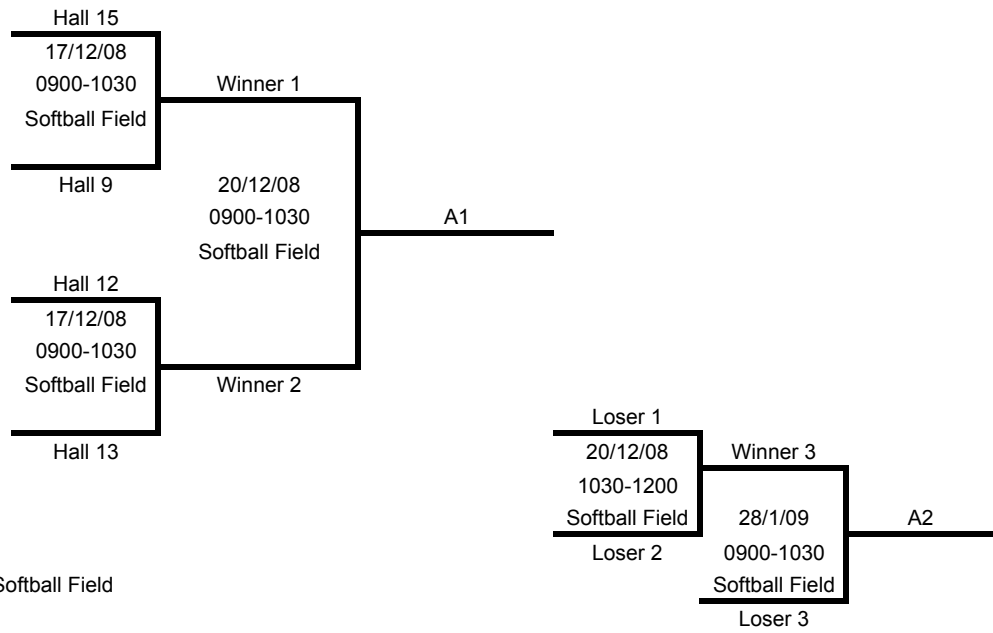 Hall 15
17/12/08
0900-1030
Softball Field
Hall 9
Winner 1
20/12/08
0900-1030
Softball Field
A1
Hall 12
17/12/08
0900-1030
Softball Field
Hall 13
Winner 2
Loser 1
20/12/08
1030-1200
Softball Field
Loser 2
Winner 3
28/1/09
0900-1030
Softball Field
Loser 3
A2
Softball Field